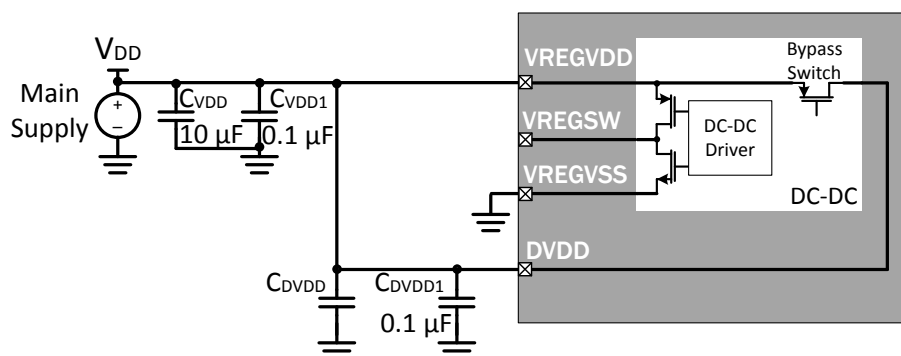 VDD
Main
Supply
+
–
CVDD
10 µF
CVDD1
0.1 µF
VREGVDD
Bypass
Switch
VREGSW
DC-DC
Driver
VREGVSS
DC-DC
DVDD
CDVDD
CDVDD1
0.1 µF